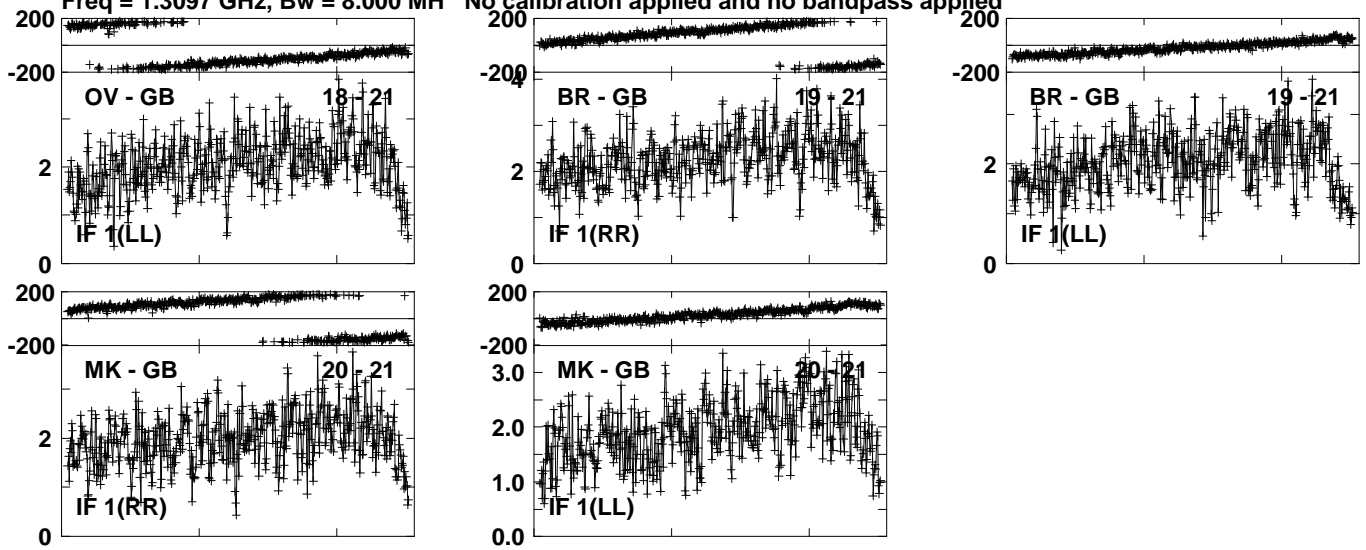 Freq = 1.3097 GHz, Bw = 8.000 MH No calibration applied and no bandpass applied
200
-200
OV - GB 18 - 21
2
IF 1(LL)
0
200
-200
4
BR - GB 19 - 21
2
IF 1(RR)
0
200
-200
BR - GB 19 - 21
2
IF 1(LL)
0
200
-200
MK - GB 20 - 21
2
IF 1(RR)
0
200
-200
3.0
MK - GB 20 - 21
2.0
1.0
IF 1(LL)
0.0